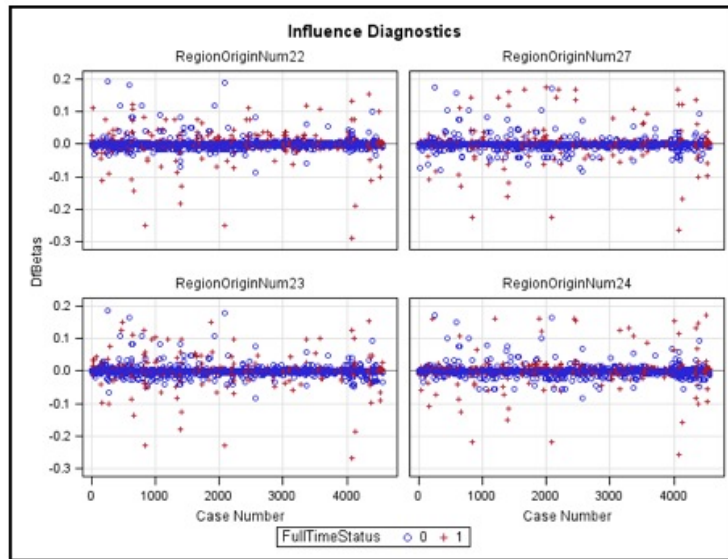 Influence Diagnostics
RegionOriginNum22
RegionOriginNum27
0.2
0.1
0.0
-0.1
-0.2
-0.3
DfBetas
RegionOriginNum23
RegionOriginNum24
0.2
0.1
0.0
-0.1
-0.2
-0.3
0 1000 2000 3000 4000
0 1000 2000 3000 4000
Case Number
Case Number
FullTimeStatus 0 1